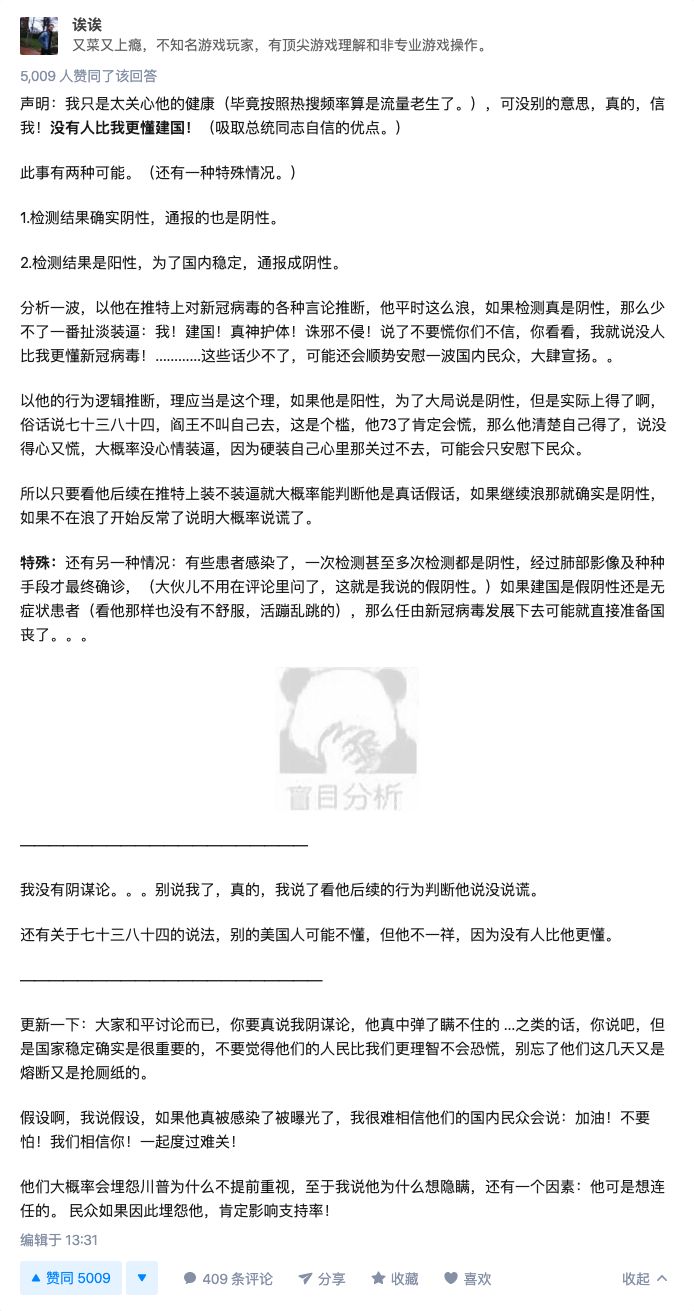 诶诶
又菜又上瘾，不知名游戏玩家，有顶尖游戏理解和非专业游戏操作。
5,009 人赞同了该回答
声明：我只是太关心他的健康（毕竟按照热搜频率算是流量老生了。），可没别的意思，真的，信
我！没有人比我更懂建国！（吸取总统同志自信的优点。）
此事有两种可能。（还有一种特殊情况。）
1.检测结果确实阴性，通报的也是阴性。
2.检测结果是阳性，为了国内稳定，通报成阴性。
分析一波，以他在推特上对新冠病毒的各种言论推断，他平时这么浪，如果检测真是阴性，那么少
不了一番扯淡装逼：我！建国！真神护体！诛邪不侵！说了不要慌你们不信，你看看，我就说没人
比我更懂新冠病毒！…………这些话少不了，可能还会顺势安慰一波国内民众，大肆宣扬。。
以他的行为逻辑推断，理应当是这个理，如果他是阳性，为了大局说是阴性，但是实际上得了啊，
俗话说七十三八十四，阎王不叫自己去，这是个槛，他73了肯定会慌，那么他清楚自己得了，说没
得心又慌，大概率没心情装逼，因为硬装自己心里那关过不去，可能会只安慰下民众。
所以只要看他后续在推特上装不装逼就大概率能判断他是真话假话，如果继续浪那就确实是阴性，
如果不在浪了开始反常了说明大概率说谎了。
特殊：还有另一种情况：有些患者感染了，一次检测甚至多次检测都是阴性，经过肺部影像及种种
手段才最终确诊，（大伙儿不用在评论里问了，这就是我说的假阴性。）如果建国是假阴性还是无
症状患者（看他那样也没有不舒服，活蹦乱跳的），那么任由新冠病毒发展下去可能就直接准备国
丧了。。。
盲目分析
我没有阴谋论。。。别说我了，真的，我说了看他后续的行为判断他说没说谎。
还有关于七十三八十四的说法，别的美国人可能不懂，但他不一祥，因为没有人比他更懂。
更新一下：大家和平讨论而已，你要真说我阴谋论，他真中弹了瞒不住的 ...之类的话，你说吧，但
是国家稳定确实是很重要的，不要觉得他们的人民比我们更理智不会恐慌，别忘了他们这几天又是
熔断又是抢厕纸的。
假设啊，我说假设，如果他真被感染了被曝光了，我很难相信他们的国内民众会说：加油！不要
怕！我们相信你！一起度过难关！
他们大概率会埋怨川普为什么不提前重视，至于我说他为什么想隐瞒，还有一个因素：他可是想连
任的。 民众如果因此埋怨他，肯定影响支持率！
编辑于 13:31
赞同 5009 409 条评论 分享 收藏 喜欢 收起